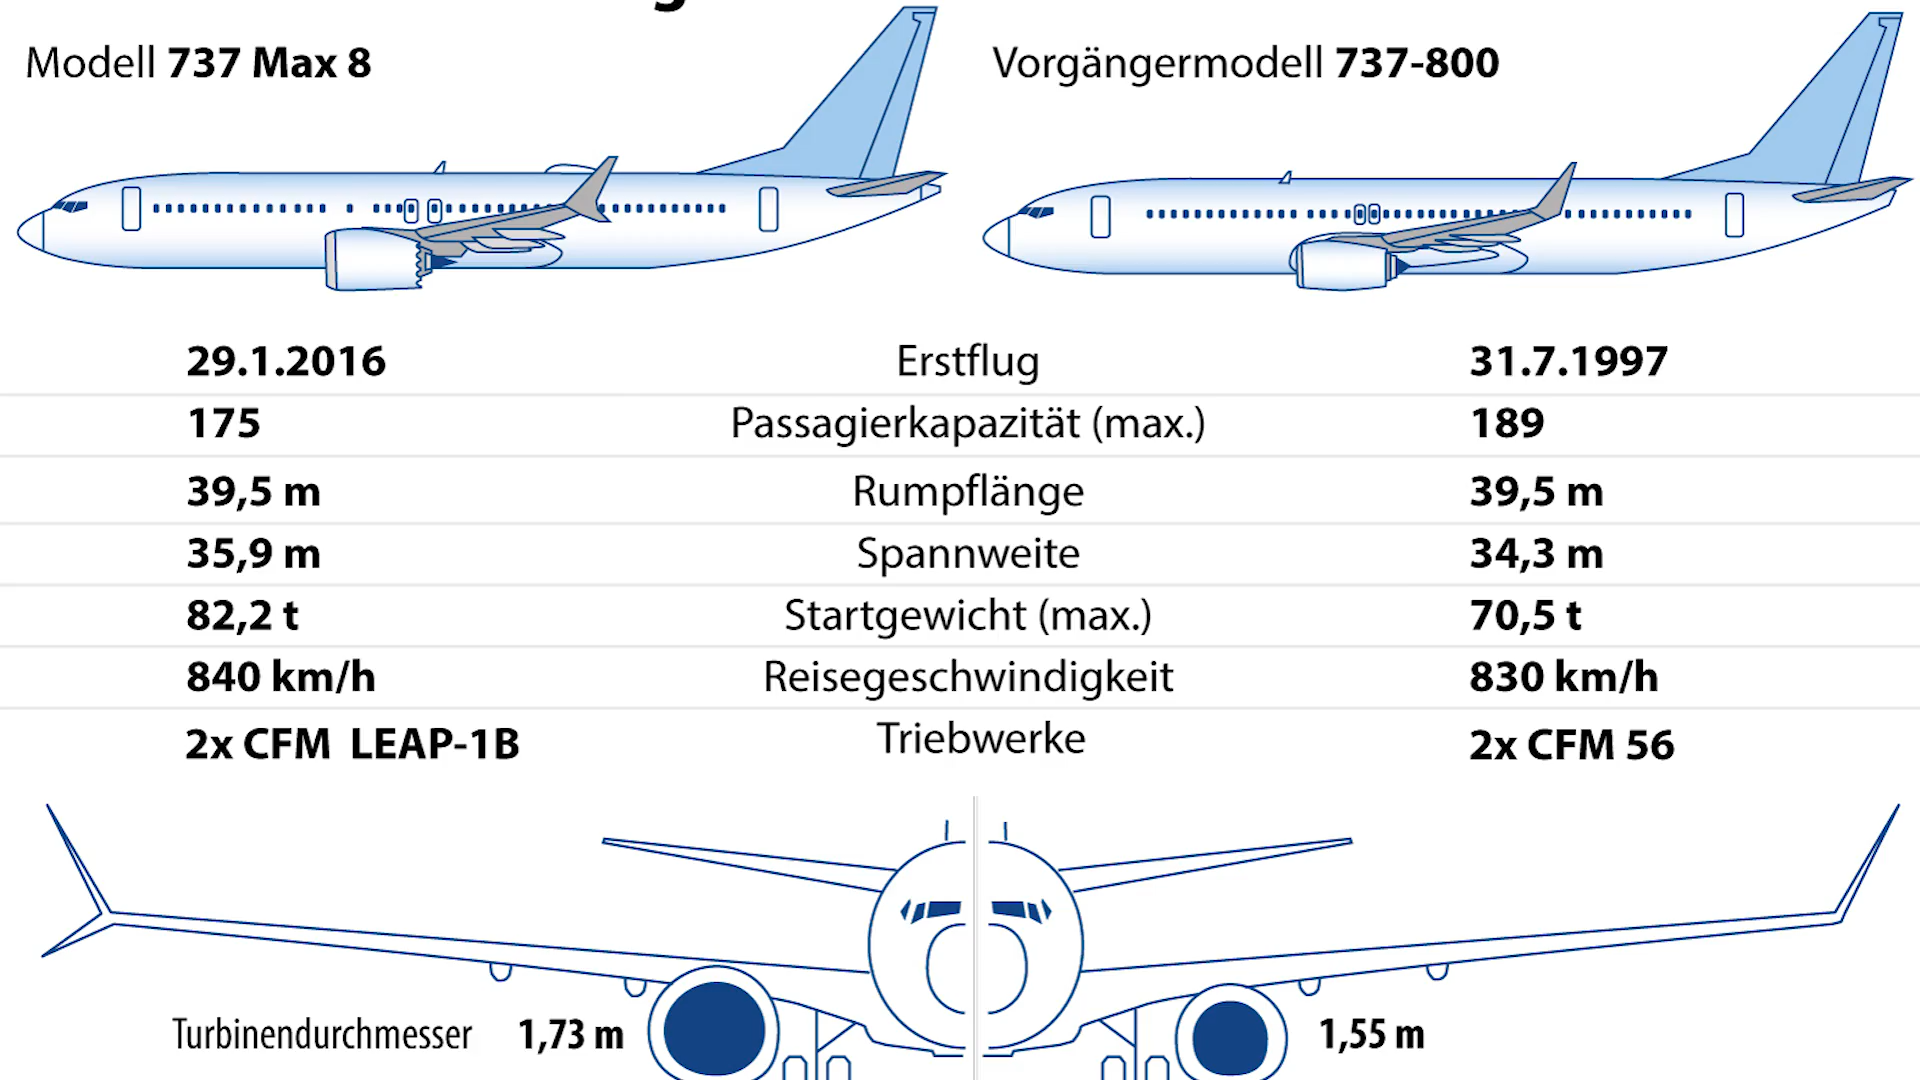 Modell 737 Max 8
Vorgängermodell 737-800
29.1.2016 Erstflug 31.7.1997
175 Passagierkapazität (max.) 189
39,5 m Rumpflänge 39,5 m
35,9 m Spannweite 34,3 m
82,2 t Startgewicht (max.) 70,5 t
840 km/h Reisegeschwindigkeit 830 km/h
2x CFM LEAP-1B Triebwerke 2x CFM 56
Turbinendurchmesser 1,73 m 1,55 m